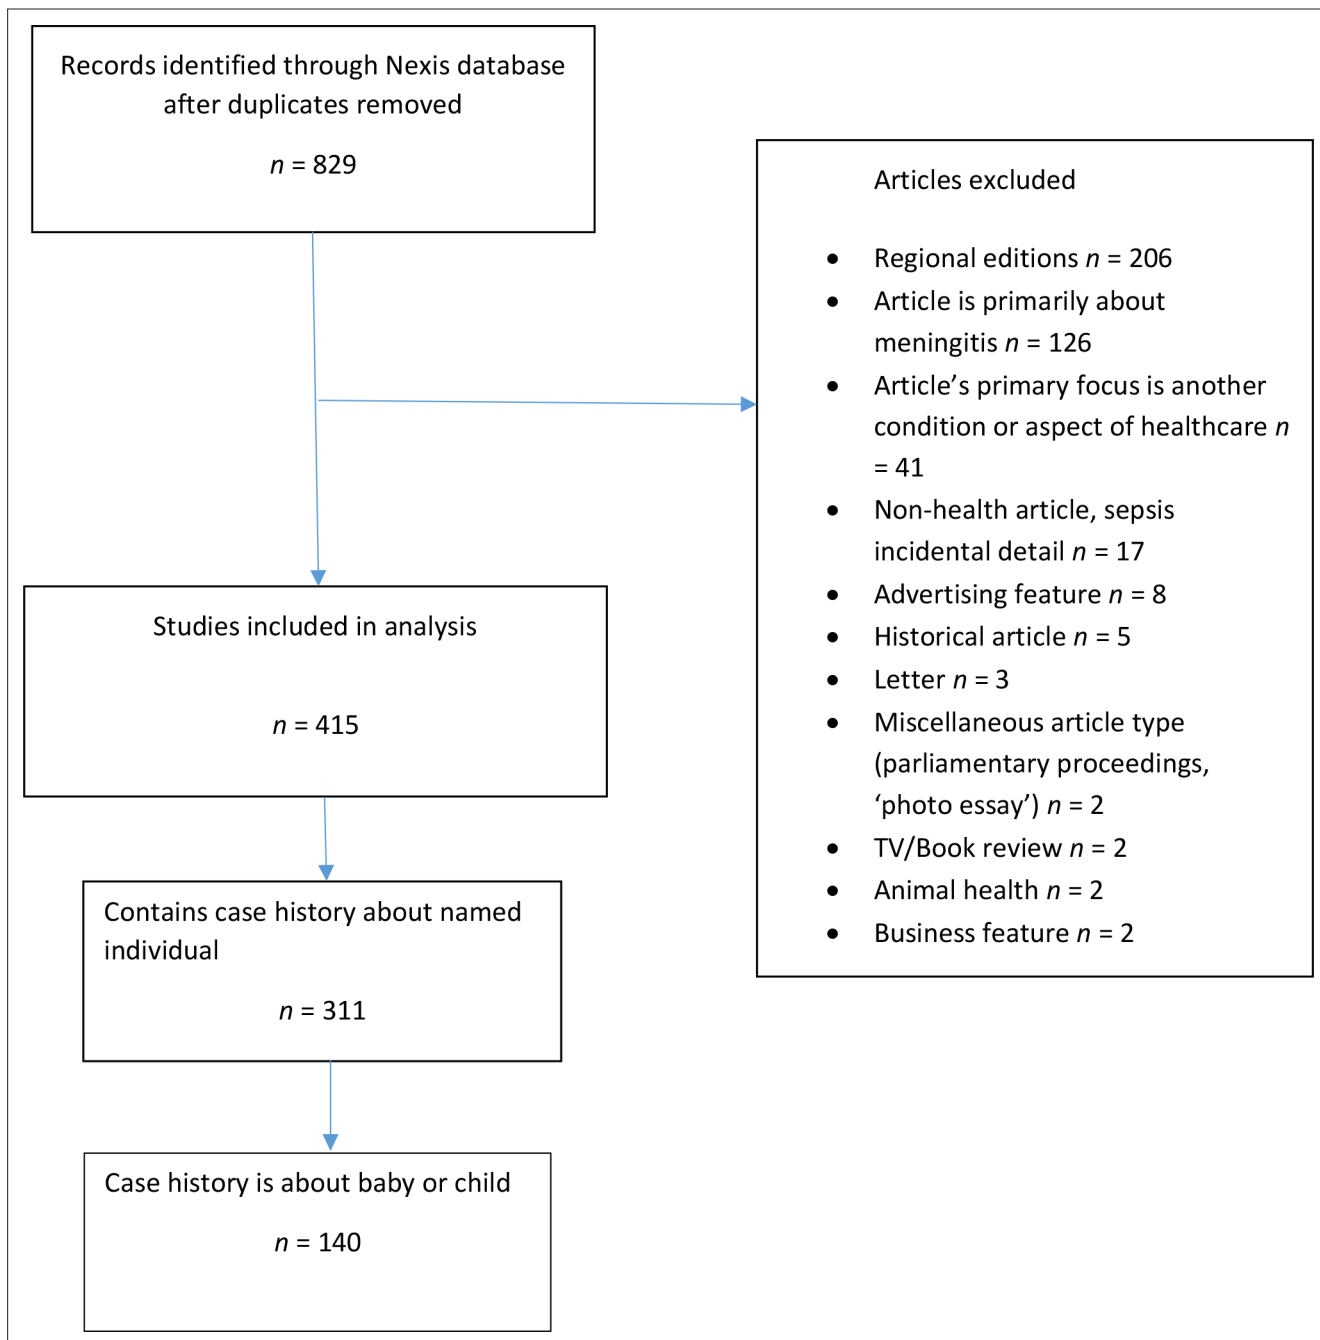 Records identified through Nexis database
after duplicates removed
n = 829
Articles excluded
• Regional editions n = 206
• Article is primarily about
meningitis n = 126
• Article’s primary focus is another
condition or aspect of healthcare n
= 41
• Non-health article, sepsis
incidental detail n = 17
• Advertising feature n = 8
• Historical article n = 5
• Letter n = 3
• Miscellaneous article type
(parliamentary proceedings,
‘photo essay’) n = 2
• TV/Book review n = 2
• Animal health n = 2
• Business feature n = 2
Studies included in analysis
n = 415
Contains case history about named
individual
n = 311
Case history is about baby or child
n = 140